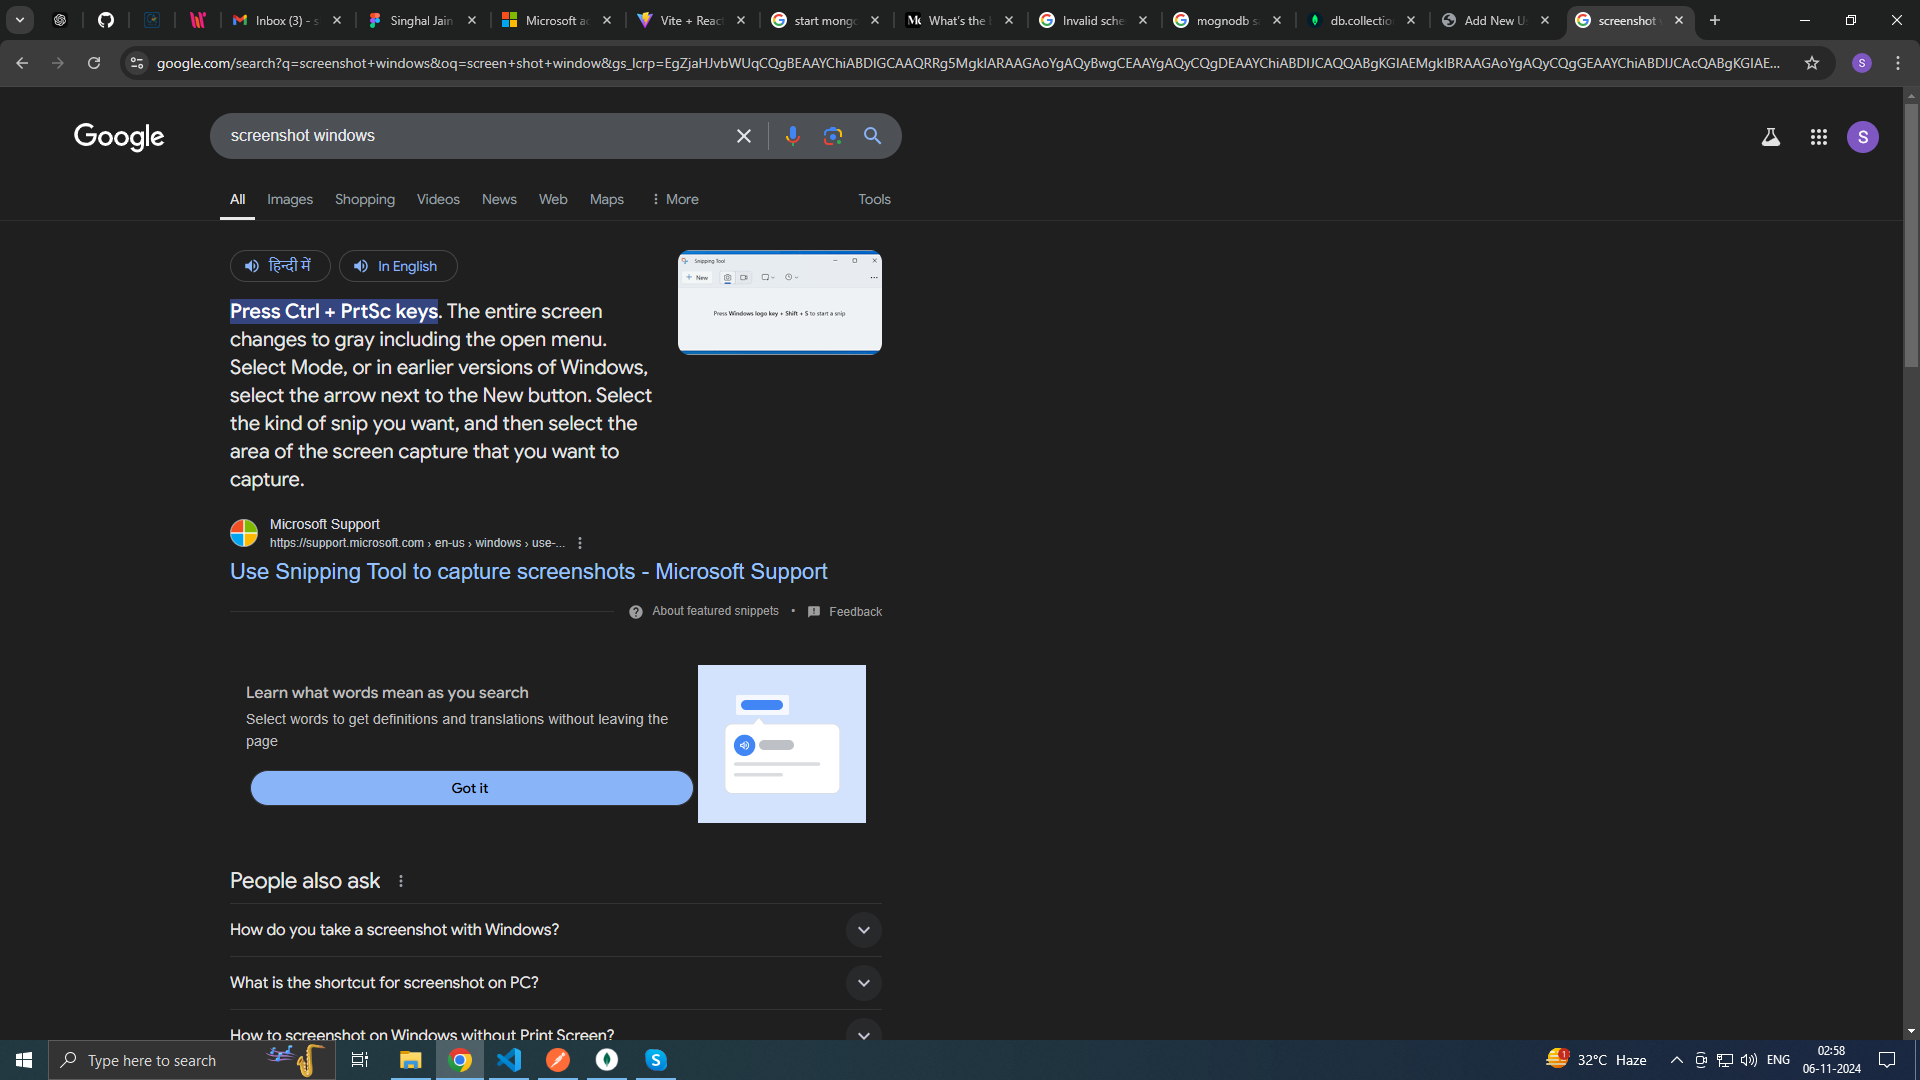 Inbox (3) - s
Singhal Jain
Microsoft ac
Vite + React
start mongo
What's the
Invalid sche
mognodb s
db.collectio
Add New U
screenshot
google.com/search?q=screenshot+windows&oq=screen+shot+window&gs_lcrp=EgZjaHJvbWUqCQgBEAAYChiABDIGCAAQRRg5MgkIARAAGAoYgAQyBwgCEAAYgAQyCQgDEAAYChiABDIJCAQQABgKGIAEMgkIBRAAGAoYgAQyCQgGEAAYChiABDIJCAcQABgKGIAE...
S
Google
screenshot windows
S
All Images Shopping Videos News Web Maps More Tools
हिन्दी में
In English
Snipping Tool
New
Press Windows logo key + Shift + S to start a snip
Press Ctrl + PrtSc keys. The entire screen
changes to gray including the open menu.
Select Mode, or in earlier versions of Windows,
select the arrow next to the New button. Select
the kind of snip you want, and then select the
area of the screen capture that you want to
capture.
Microsoft Support
https://support.microsoft.com › en-us › windows › use-...
Use Snipping Tool to capture screenshots - Microsoft Support
About featured snippets • Feedback
Learn what words mean as you search
Select words to get definitions and translations without leaving the
page
Got it
People also ask
How do you take a screenshot with Windows?
What is the shortcut for screenshot on PC?
How to screenshot on Windows without Print Screen?
Type here to search
1
32°C Haze
ENG
02:58
06-11-2024